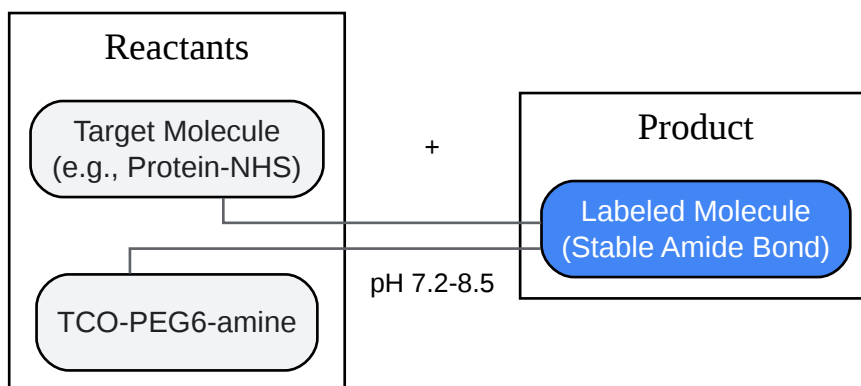 Reactants
Target Molecule
(e.g., Protein-NHS)
TCO-PEG6-amine
+
pH 7.2-8.5
Product
Labeled Molecule
(Stable Amide Bond)